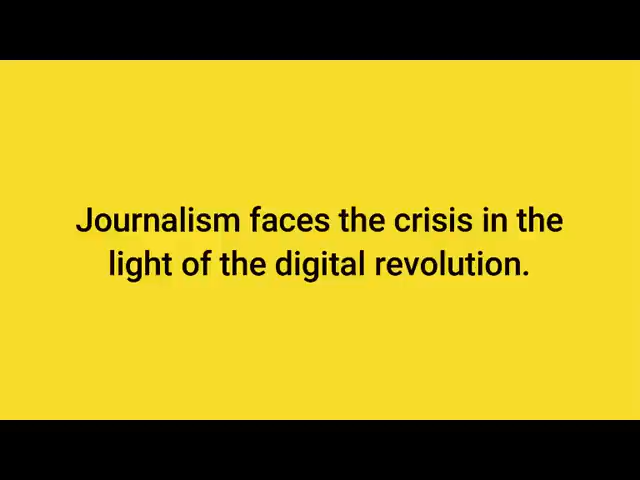 Journalism faces the crisis in the
light of the digital revolution.